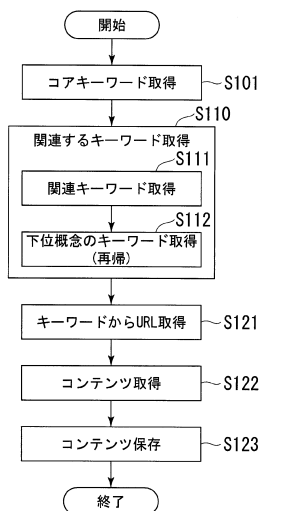 開始
コアキーワード取得
S101
S110
関連するキーワード取得
S111
関連キーワード取得
S112
下位概念のキーワード取得
(再帰)
キーワードからURL取得
S121
コンテンツ取得
S122
コンテンツ保存
S123
終了